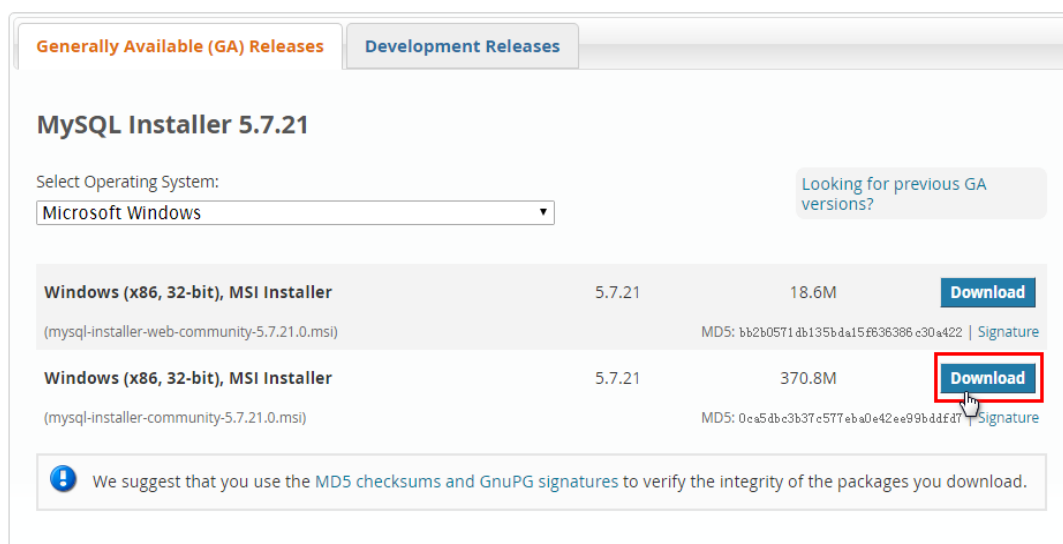 Generally Available (GA) Releases
Development Releases
MySQL Installer 5.7.21
Select Operating System:
Looking for previous GA
versions?
Microsoft Windows
Windows (x86, 32-bit), MSI Installer 5.7.21 18.6M Download
(mysql-installer-web-community-5.7.21.0.msi) MD5: bb2b0571db135bda15f636386c30a422 | Signature
Windows (x86, 32-bit), MSI Installer 5.7.21 370.8M Download
(mysql-installer-community-5.7.21.0.msi) MD5: 0ca5dbc3b37c577eba0e42ee99bddfd7 | Signature
We suggest that you use the MD5 checksums and GnuPG signatures to verify the integrity of the packages you download.